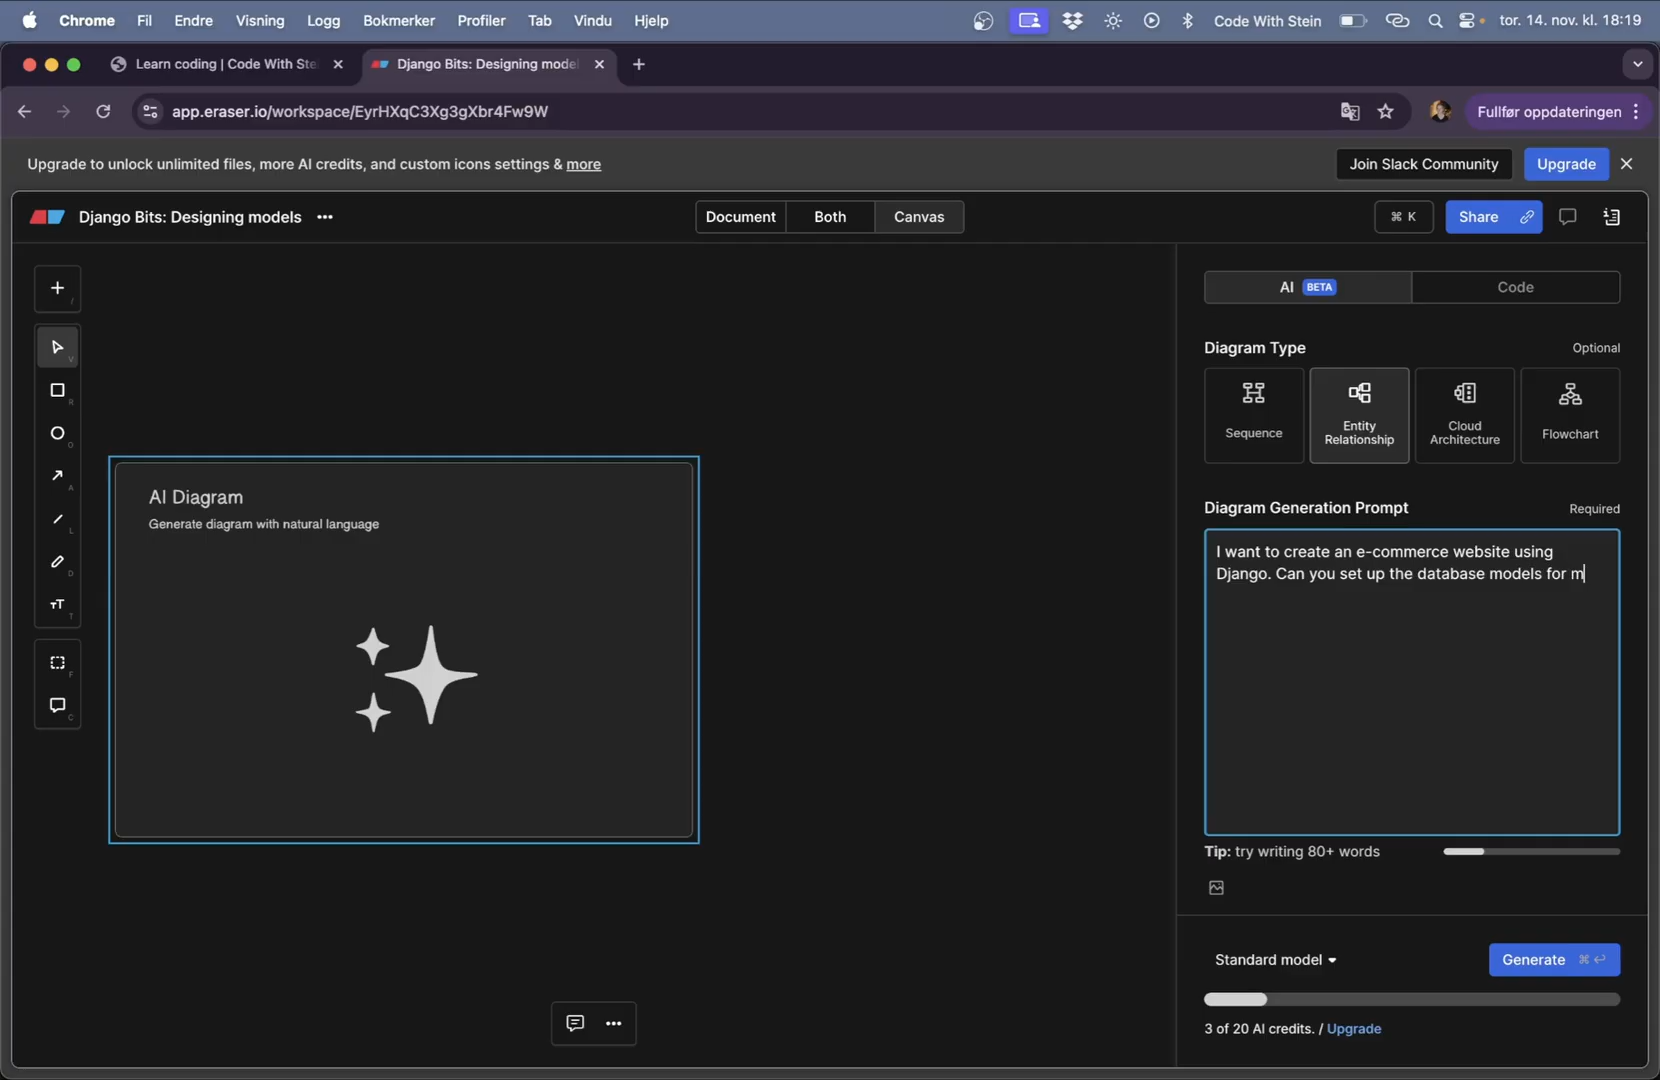 Chrome Fil Endre Visning Logg Bokmerker Profiler Tab Vindu Hjelp Code With Stein tor. 14. nov. kl. 18:19
Learn coding | Code With Ste Django Bits: Designing model
app.eraser.io/workspace/EyrHXqC3Xg3gXbr4Fw9W Fullfør oppdateringen
Upgrade to unlock unlimited files, more AI credits, and custom icons settings & more Join Slack Community Upgrade
Django Bits: Designing models Document Both Canvas ⌘ K Share
AI BETA Code
Diagram Type Optional
Sequence
Entity Relationship
Cloud Architecture
Flowchart
Diagram Generation Prompt Required
I want to create an e-commerce website using
Django. Can you set up the database models for m
Tip: try writing 80+ words
Standard model Generate ⌘ ↩
3 of 20 AI credits. / Upgrade
/
V
R
O
A
L
D
T
F
C
AI Diagram
Generate diagram with natural language